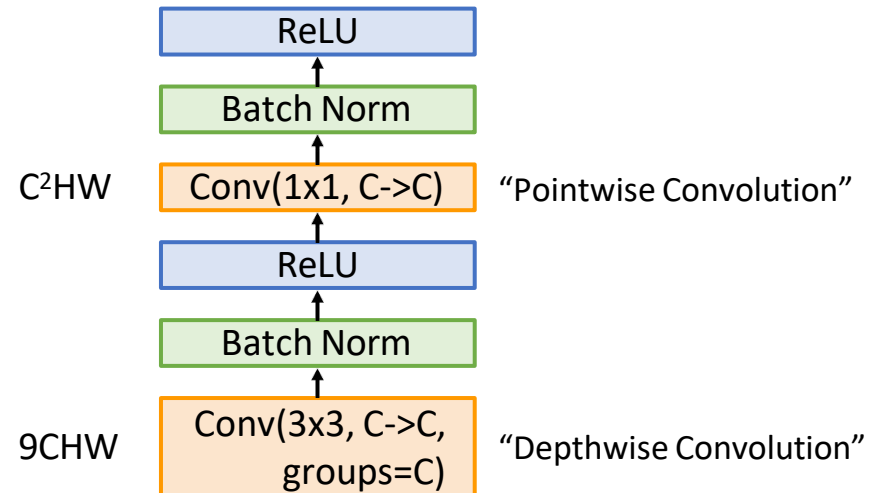 ReLU
Batch Norm
C²HW
Conv(1x1, C->C)
“Pointwise Convolution”
ReLU
Batch Norm
9CHW
Conv(3x3, C->C,
groups=C)
“Depthwise Convolution”